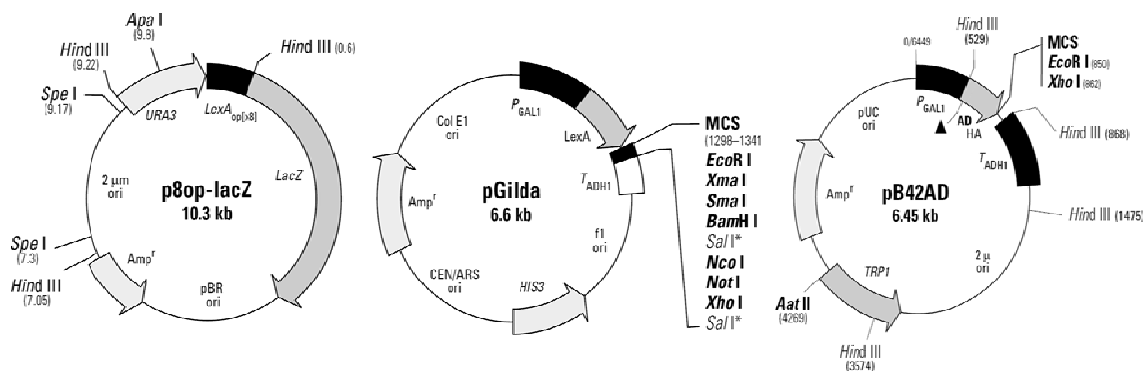 Apa I
(9.8)
Hind III
(9.22)
Hind III (0.6)
Spe I
(9.17)
URA3
LexAop[x8]
2 µm
ori
p8op-lacZ
10.3 kb
LacZ
Spe I
(7.3)
Hind III
(7.05)
Ampr
pBR
ori
PGAL1
Col E1
ori
LexA
MCS
(1298–1341
EcoR I
Xma I
Sma I
BamH I
Sal I*
Nco I
Not I
Xho I
Sal I*
TADH1
pGilda
6.6 kb
Ampr
f1
ori
CEN/ARS
ori
HIS3
0/6449
Hind III
(529)
MCS
EcoR I (850)
Xho I (862)
PGAL1
AD
HA
pUC
ori
Hind III (868)
TADH1
pB42AD
6.45 kb
Ampr
Hind III (1475)
2 µ
ori
TRP1
Aat II
(4269)
Hind III
(3574)